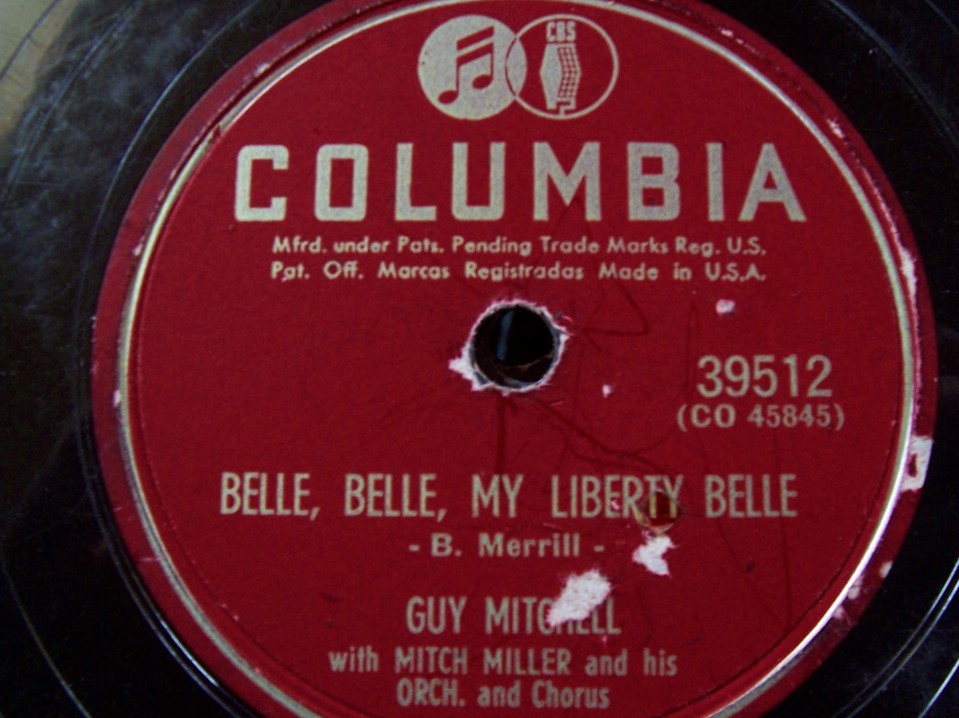 CBS
COLUMBIA
Mfrd. under Pats. Pending Trade Marks Reg. U.S.
Pat. Off. Marcas Registradas Made in U.S.A.
39512
(CO 45845)
BELLE, BELLE, MY LIBERTY BELLE
- B. Merrill -
GUY MITCHELL
with MITCH MILLER and his
ORCH. and Chorus